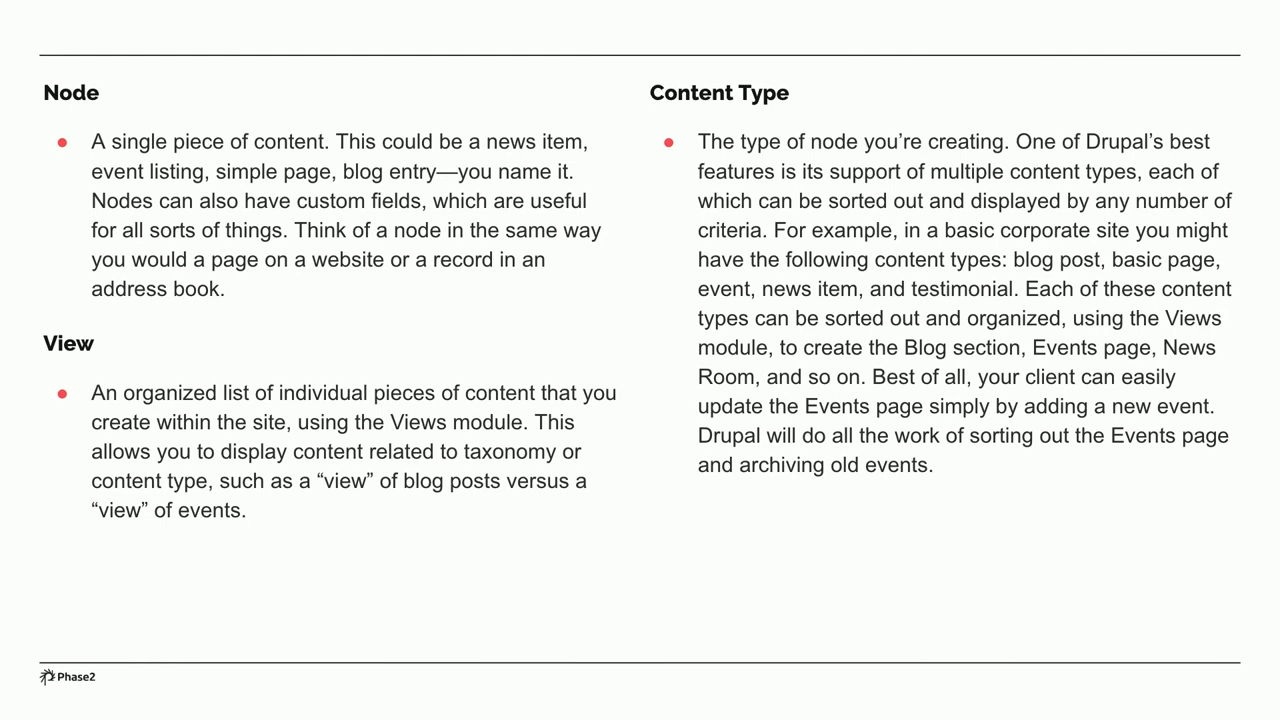 Node
A single piece of content. This could be a news item,
event listing, simple page, blog entry—you name it.
Nodes can also have custom fields, which are useful
for all sorts of things. Think of a node in the same way
you would a page on a website or a record in an
address book.
View
An organized list of individual pieces of content that you
create within the site, using the Views module. This
allows you to display content related to taxonomy or
content type, such as a “view” of blog posts versus a
“view” of events.
Content Type
The type of node you’re creating. One of Drupal’s best
features is its support of multiple content types, each of
which can be sorted out and displayed by any number of
criteria. For example, in a basic corporate site you might
have the following content types: blog post, basic page,
event, news item, and testimonial. Each of these content
types can be sorted out and organized, using the Views
module, to create the Blog section, Events page, News
Room, and so on. Best of all, your client can easily
update the Events page simply by adding a new event.
Drupal will do all the work of sorting out the Events page
and archiving old events.
Phase2